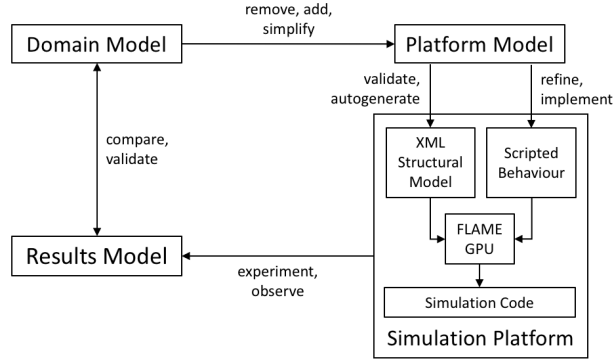 remove, add,
simplify
Domain Model
Platform Model
validate,
autogenerate
refine,
implement
compare,
validate
XML
Structural
Model
Scripted
Behaviour
FLAME
GPU
Results Model
experiment,
observe
Simulation Code
Simulation Platform